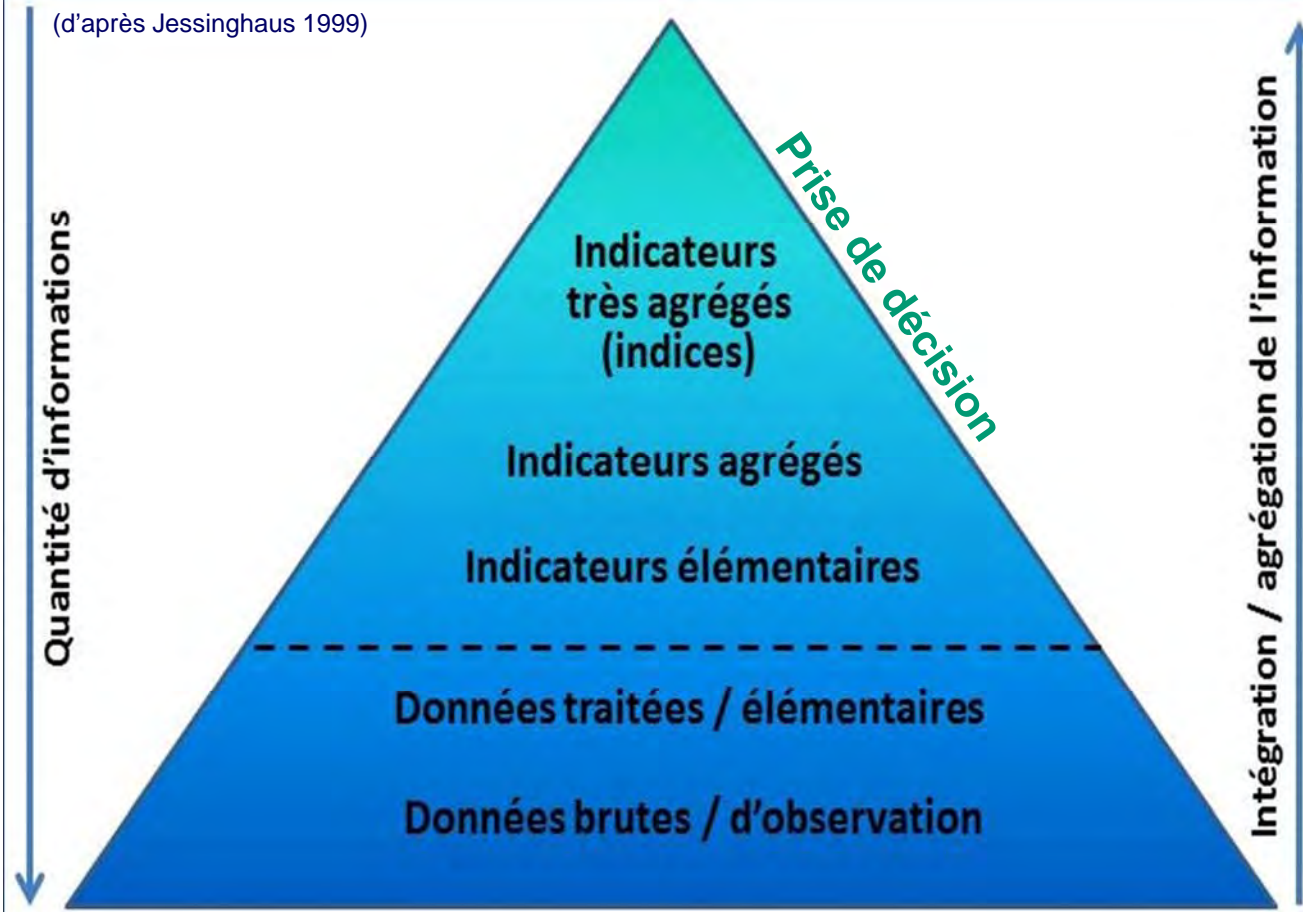 (d'après Jessinghaus 1999)
Quantité d'informations
Prise de décision
Indicateurs
très agrégés
(indices)
Indicateurs agrégés
Indicateurs élémentaires
Données traitées / élémentaires
Données brutes / d'observation
Intégration / agrégation de l'information